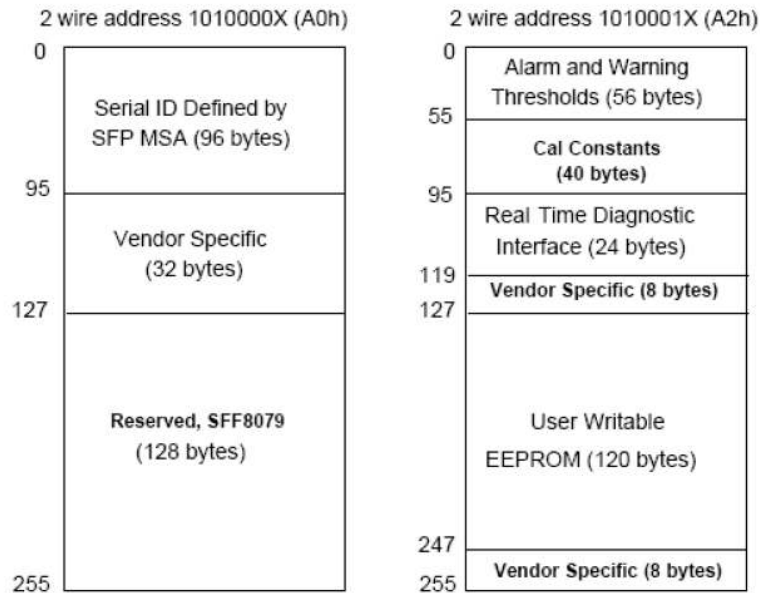 2 wire address 1010000X (A0h)
0
Serial ID Defined by
SFP MSA (96 bytes)
95
Vendor Specific
(32 bytes)
127
Reserved, SFF8079
(128 bytes)
255
2 wire address 1010001X (A2h)
0
Alarm and Warning
Thresholds (56 bytes)
55
Cal Constants
(40 bytes)
95
Real Time Diagnostic
Interface (24 bytes)
119
Vendor Specific (8 bytes)
127
User Writable
EEPROM (120 bytes)
247
Vendor Specific (8 bytes)
255